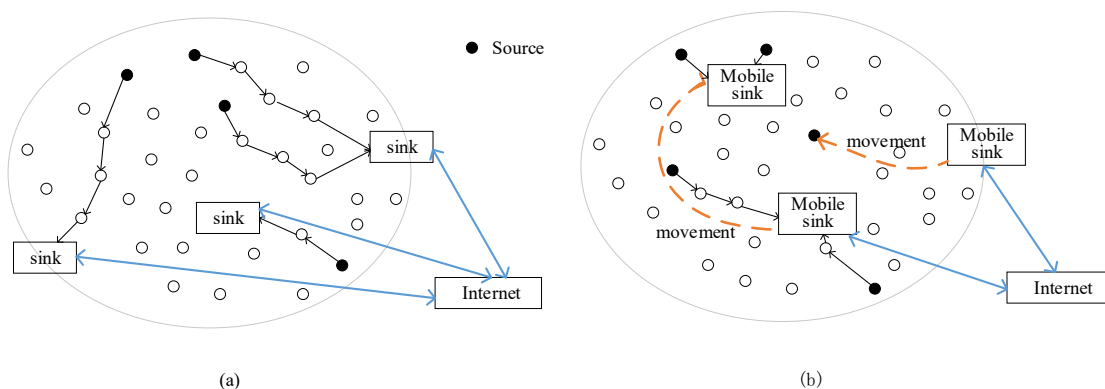 Source
sink
sink
sink
Internet
(a)
Mobile
sink
movement
Mobile
sink
Mobile
sink
movement
Internet
(b)